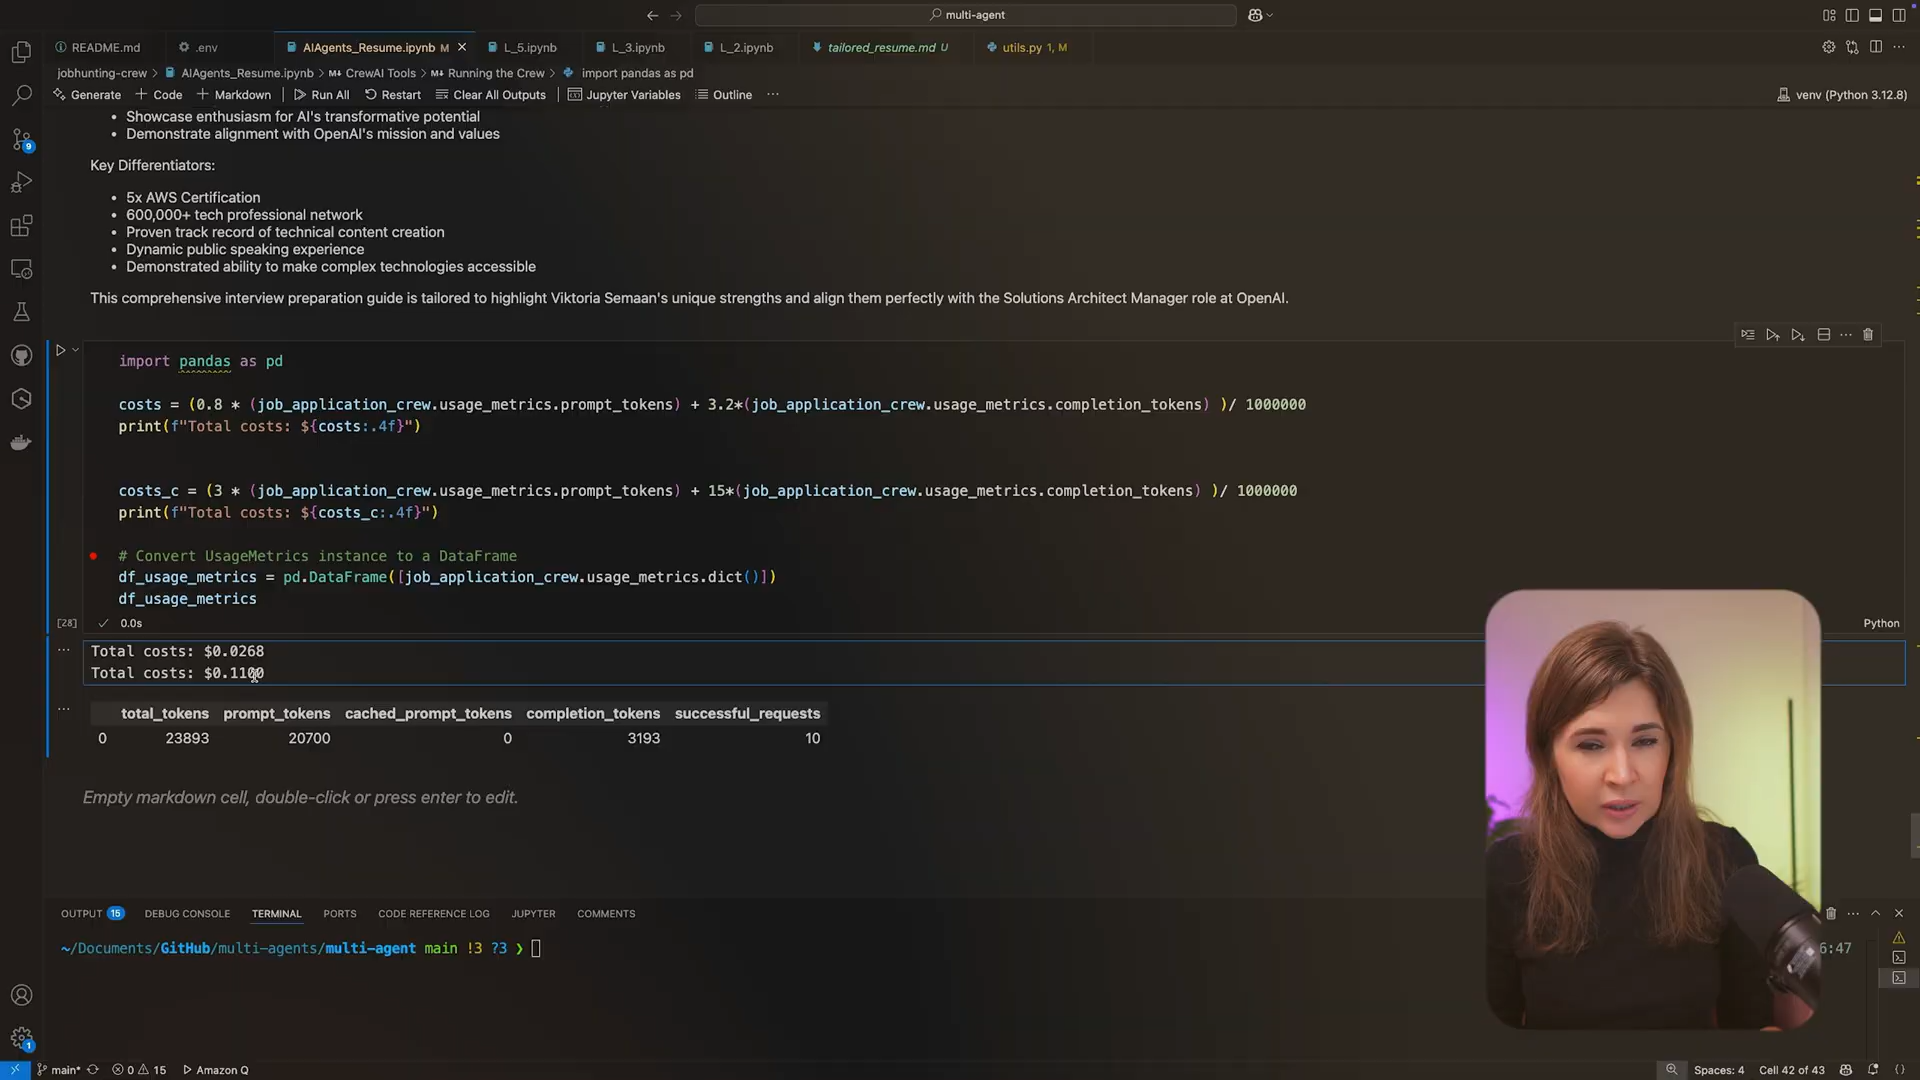 multi-agent
README.md
.env
AIAgents_Resume.ipynb M
L_5.ipynb
L_3.ipynb
L_2.ipynb
tailored_resume.md U
utils.py 1, M
jobhunting-crew > AIAgents_Resume.ipynb > CrewAI Tools > Running the Crew > import pandas as pd
Generate + Code + Markdown Run All Restart Clear All Outputs Jupyter Variables Outline ...
venv (Python 3.12.8)
• Showcase enthusiasm for AI's transformative potential
• Demonstrate alignment with OpenAI's mission and values
Key Differentiators:
• 5x AWS Certification
• 600,000+ tech professional network
• Proven track record of technical content creation
• Dynamic public speaking experience
• Demonstrated ability to make complex technologies accessible
This comprehensive interview preparation guide is tailored to highlight Viktoria Semaan's unique strengths and align them perfectly with the Solutions Architect Manager role at OpenAI.
import pandas as pd
costs = (0.8 * (job_application_crew.usage_metrics.prompt_tokens) + 3.2*(job_application_crew.usage_metrics.completion_tokens) )/ 1000000
print(f"Total costs: ${costs:.4f}")
costs_c = (3 * (job_application_crew.usage_metrics.prompt_tokens) + 15*(job_application_crew.usage_metrics.completion_tokens) )/ 1000000
print(f"Total costs: ${costs_c:.4f}")
# Convert UsageMetrics instance to a DataFrame
df_usage_metrics = pd.DataFrame([job_application_crew.usage_metrics.dict()])
df_usage_metrics
[28] ✓ 0.0s
Python
Total costs: $0.0268
Total costs: $0.1100
total_tokens prompt_tokens cached_prompt_tokens completion_tokens successful_requests
0 23893 20700 0 3193 10
Empty markdown cell, double-click or press enter to edit.
OUTPUT 15 DEBUG CONSOLE TERMINAL PORTS CODE REFERENCE LOG JUPYTER COMMENTS
~/Documents/GitHub/multi-agents/multi-agent main !3 ?3 ❯
6:47
9
1
main* 0 15 Amazon Q
Spaces: 4 Cell 42 of 43